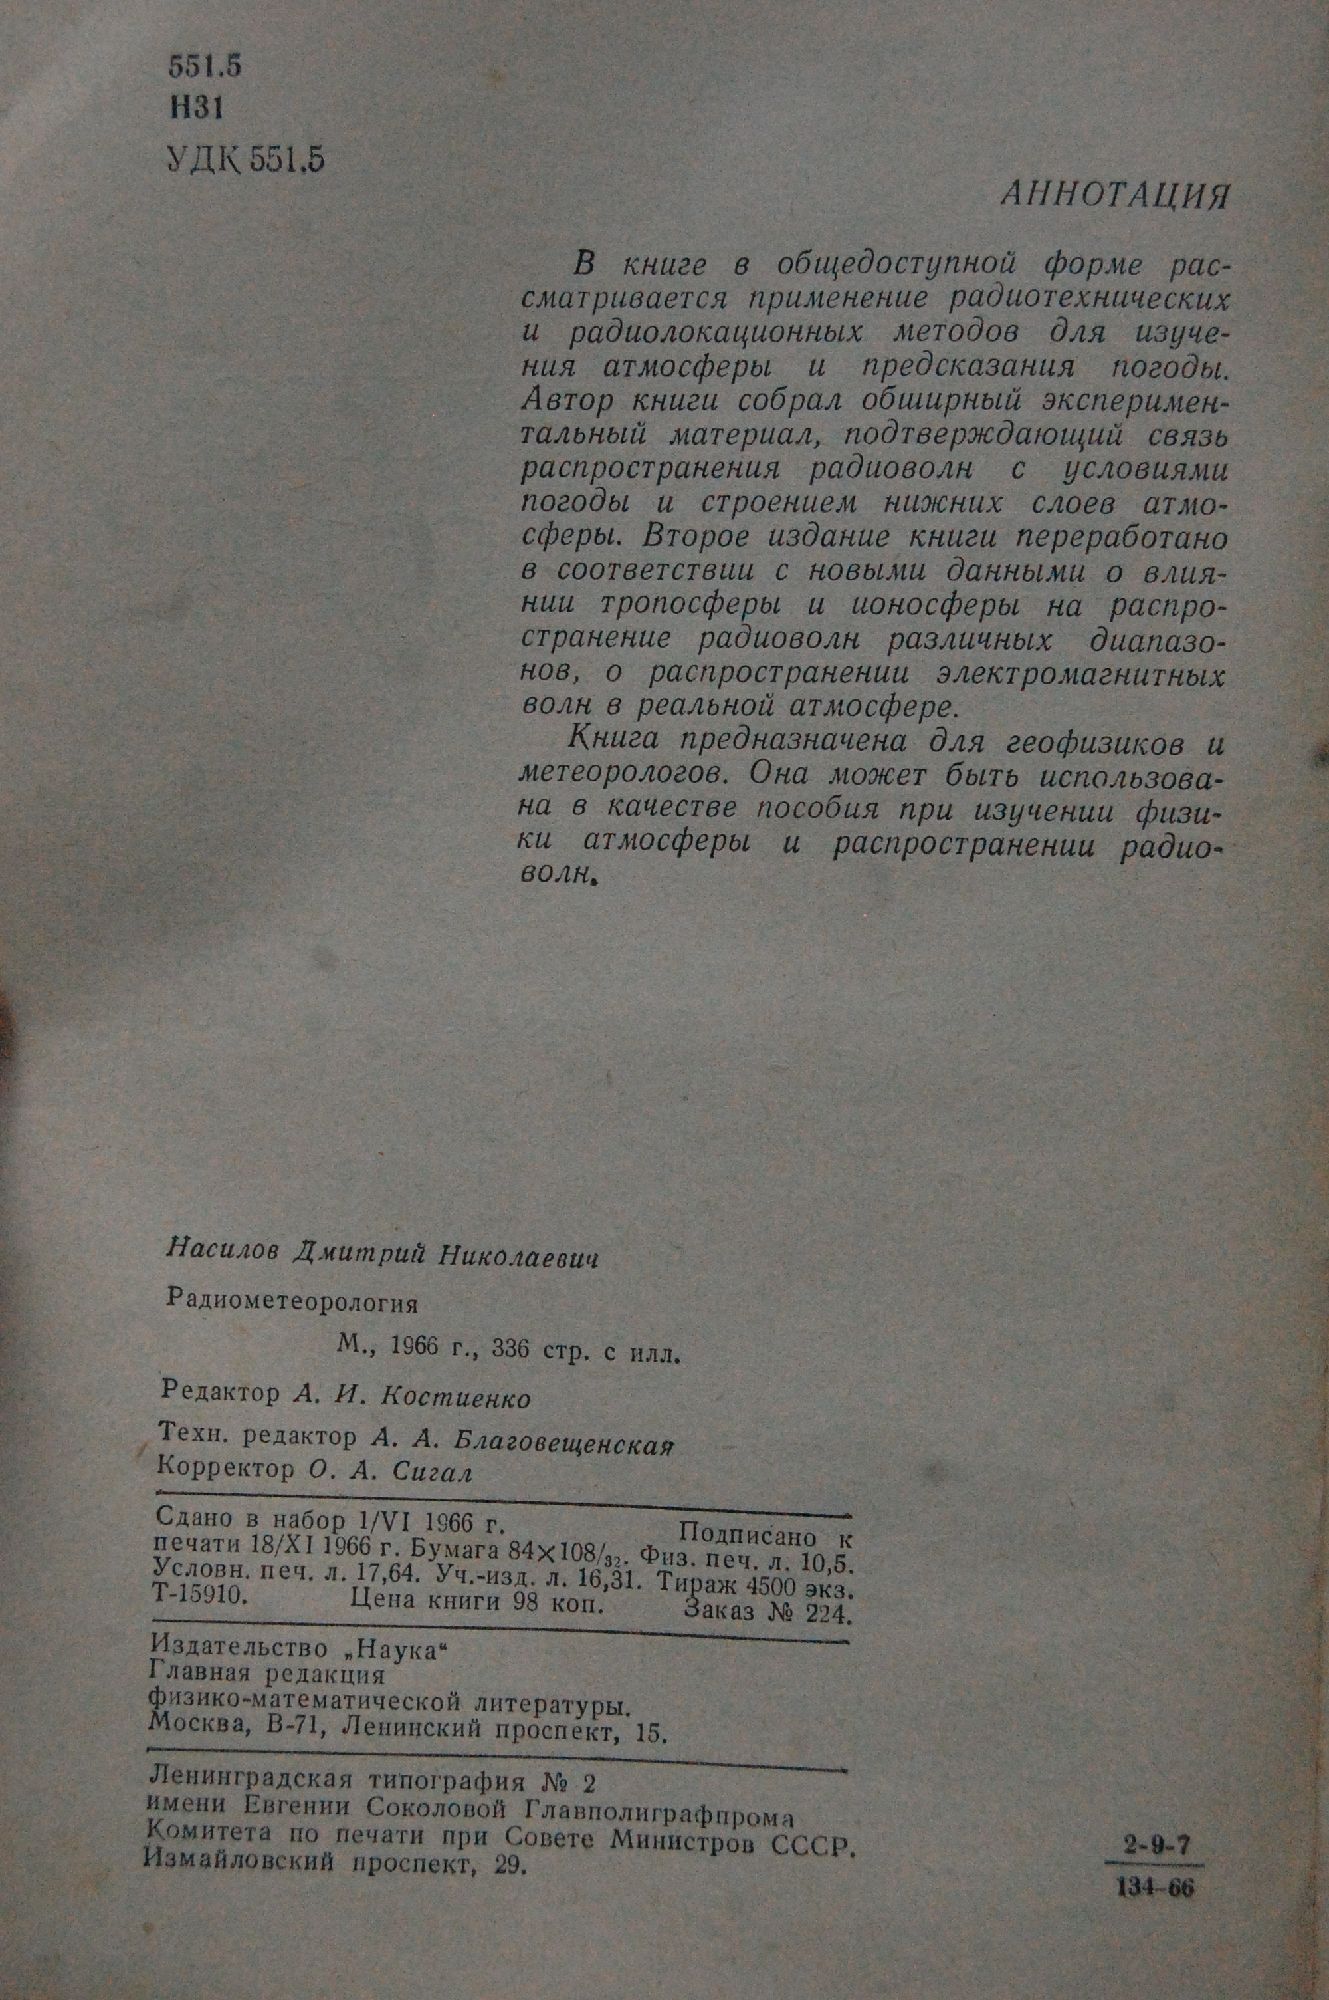 551.5
Н31
УДК 551.5
АННОТАЦИЯ
В книге в общедоступной форме рас-
сматривается применение радиотехнических
и радиолокационных методов для изуче-
ния атмосферы и предсказания погоды.
Автор книги собрал обширный эксперимен-
тальный материал, подтверждающий связь
распространения радиоволн с условиями
погоды и строением нижних слоев атмо-
сферы. Второе издание книги переработано
в соответствии с новыми данными о влия-
нии тропосферы и ионосферы на распро-
странение радиоволн различных диапазо-
нов, о распространении электромагнитных
волн в реальной атмосфере.
Книга предназначена для геофизиков и
метеорологов. Она может быть использова-
на в качестве пособия при изучении физи-
ки атмосферы и распространении радио-
волн.
Насилов Дмитрий Николаевич
Радиометеорология
М., 1966 г., 336 стр. с илл.
Редактор А. И. Костиенко
Техн. редактор А. А. Благовещенская
Корректор О. А. Сигал
Сдано в набор 1/VI 1966 г. Подписано к
печати 18/XI 1966 г. Бумага 84×108/32. Физ. печ. л. 10,5.
Условн. печ. л. 17,64. Уч.-изд. л. 16,31. Тираж 4500 экз.
Т-15910. Цена книги 98 коп. Заказ № 224.
Издательство „Наука“
Главная редакция
физико-математической литературы.
Москва, В-71, Ленинский проспект, 15.
Ленинградская типография № 2
имени Евгении Соколовой Главполиграфпрома
Комитета по печати при Совете Министров СССР.
Измайловский проспект, 29.
2-9-7
134-66